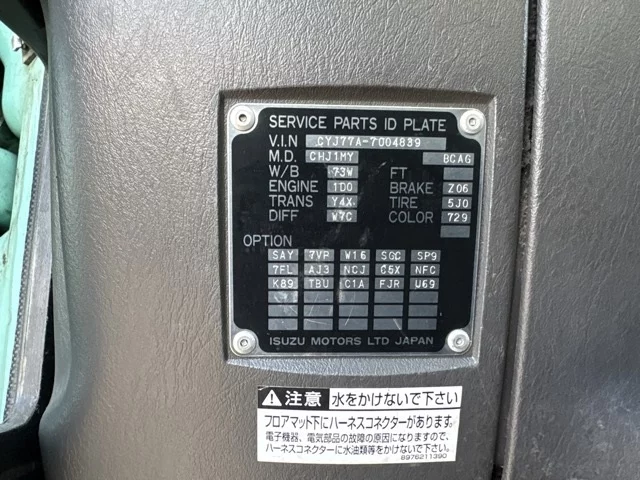 SERVICE PARTS ID PLATE
V.I.N CYJ77A-7004839
M.D. CHJ1MY BCAG
W/B 73W FT
ENGINE 1D0 BRAKE Z06
TRANS Y4X TIRE 5J0
DIFF W7C COLOR 729
OPTION
SAY 7VP W16 SGC SP9
7FL AJ3 NCJ C5X NFC
K89 TBU C1A FJR U69
ISUZU MOTORS LTD JAPAN
注意 水をかけないで下さい
フロアマット下にハーネスコネクターがあります。
電子機器、電気部品の故障の原因になりますので、
ハーネスコネクターに水油類等をかけないで下さい。
8976211390